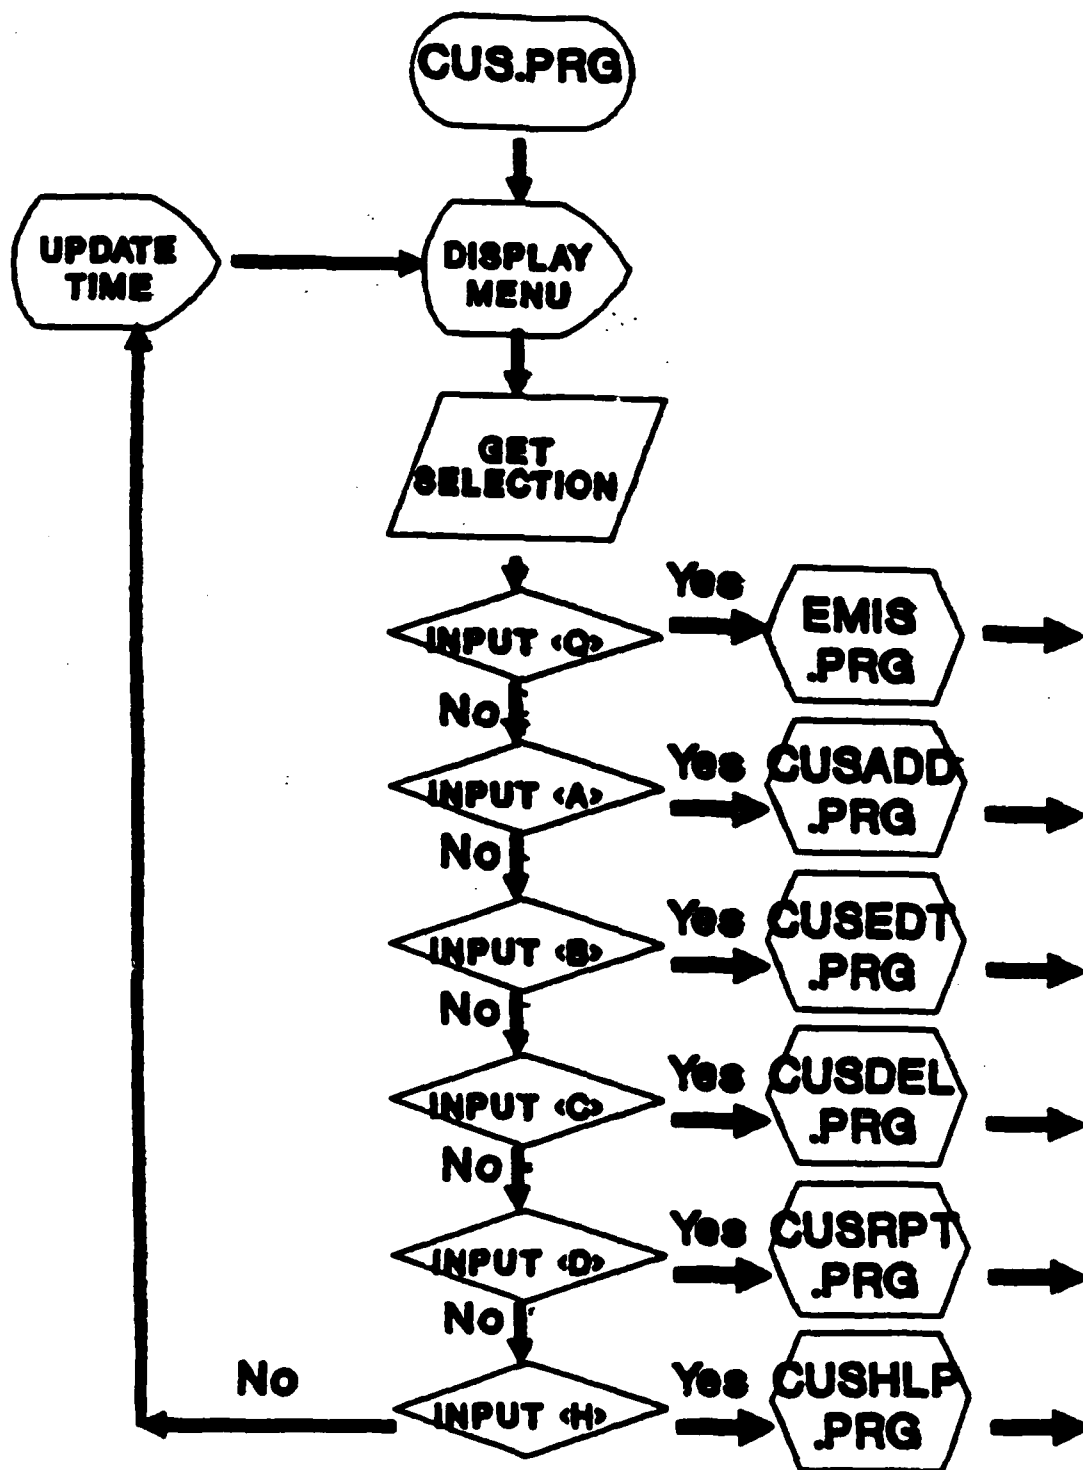 CUS.PRG
UPDATE
TIME
DISPLAY
MENU
GET
SELECTION
INPUT <Q>
Yes
EMIS
.PRG
No
INPUT <A>
Yes
CUSADD
.PRG
No
INPUT <B>
Yes
CUSEDT
.PRG
No
INPUT <C>
Yes
CUSDEL
.PRG
No
INPUT <D>
Yes
CUSRPT
.PRG
No
No
INPUT <H>
Yes
CUSHLP
.PRG